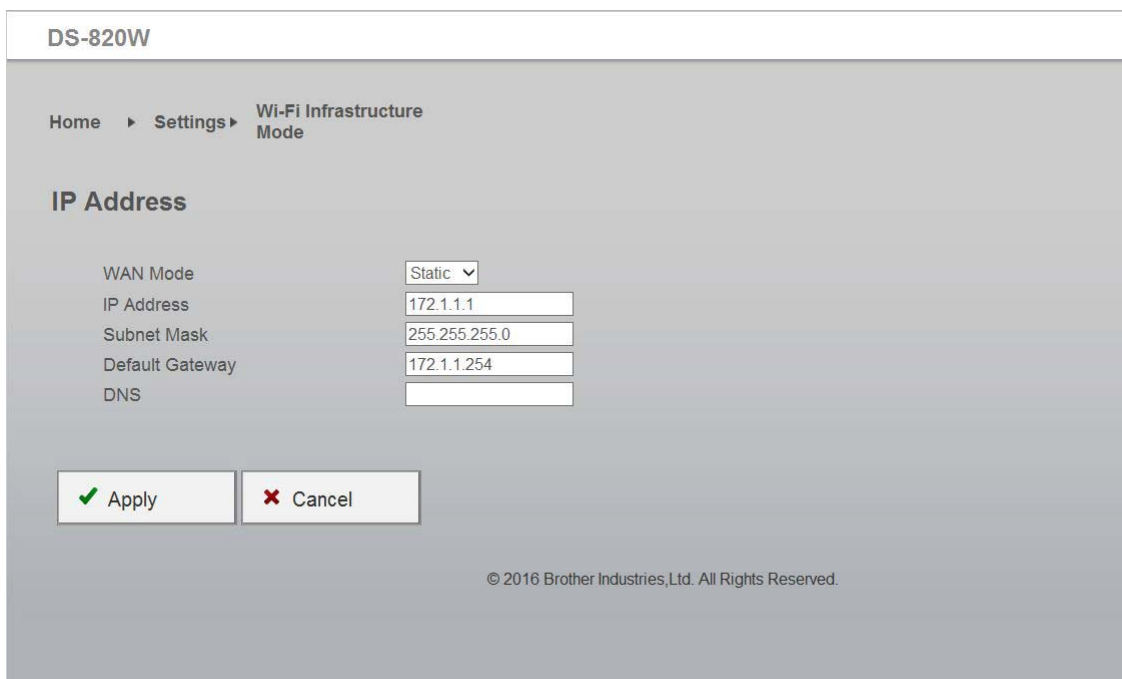 DS-820W
Home ▸ Settings ▸ Wi-Fi Infrastructure
Mode
IP Address
WAN Mode Static
IP Address 172.1.1.1
Subnet Mask 255.255.255.0
Default Gateway 172.1.1.254
DNS
Apply Cancel
© 2016 Brother Industries,Ltd. All Rights Reserved.